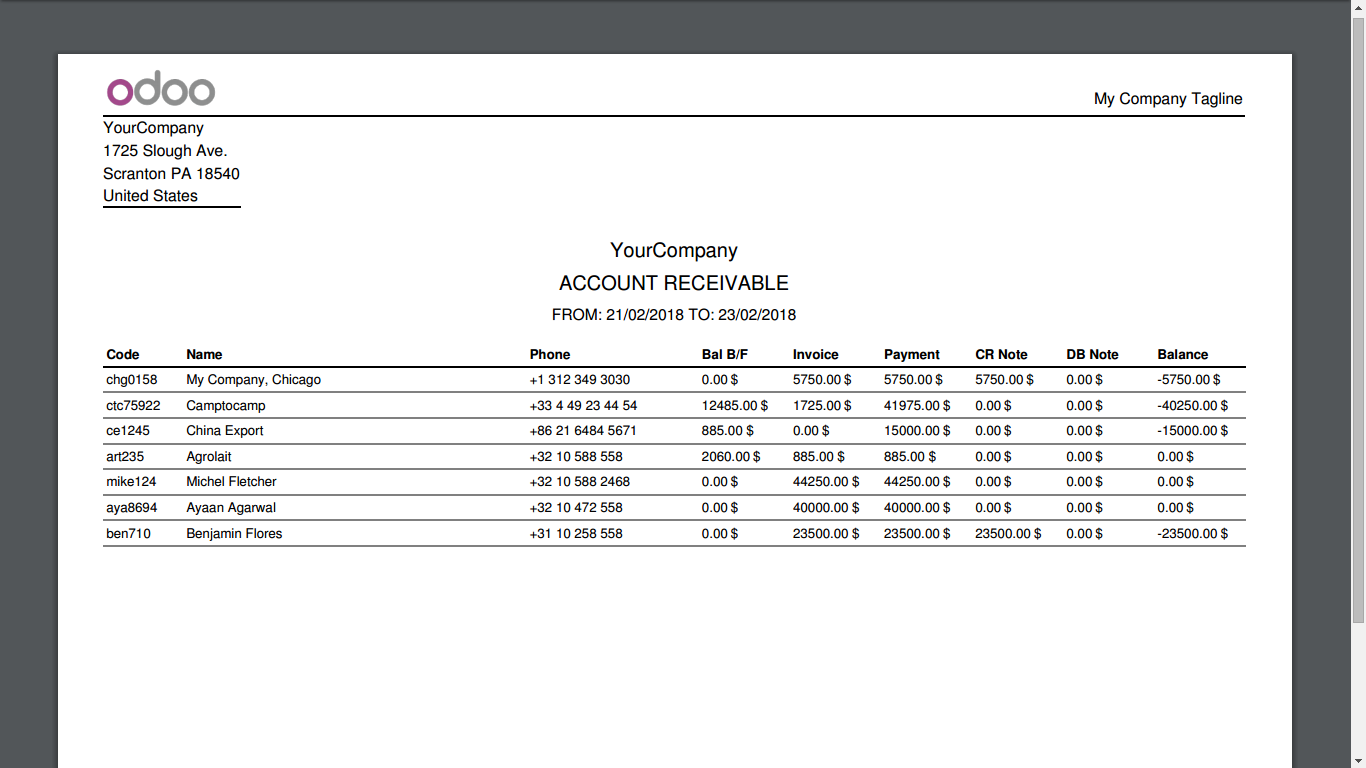 odoo
My Company Tagline
YourCompany
1725 Slough Ave.
Scranton PA 18540
United States
YourCompany
ACCOUNT RECEIVABLE
FROM: 21/02/2018 TO: 23/02/2018
Code Name Phone Bal B/F Invoice Payment CR Note DB Note Balance
chg0158 My Company, Chicago +1 312 349 3030 0.00 $ 5750.00 $ 5750.00 $ 5750.00 $ 0.00 $ -5750.00 $
ctc75922 Camptocamp +33 4 49 23 44 54 12485.00 $ 1725.00 $ 41975.00 $ 0.00 $ 0.00 $ -40250.00 $
ce1245 China Export +86 21 6484 5671 885.00 $ 0.00 $ 15000.00 $ 0.00 $ 0.00 $ -15000.00 $
art235 Agrolait +32 10 588 558 2060.00 $ 885.00 $ 885.00 $ 0.00 $ 0.00 $ 0.00 $
mike124 Michel Fletcher +32 10 588 2468 0.00 $ 44250.00 $ 44250.00 $ 0.00 $ 0.00 $ 0.00 $
aya8694 Ayaan Agarwal +32 10 472 558 0.00 $ 40000.00 $ 40000.00 $ 0.00 $ 0.00 $ 0.00 $
ben710 Benjamin Flores +31 10 258 558 0.00 $ 23500.00 $ 23500.00 $ 23500.00 $ 0.00 $ -23500.00 $